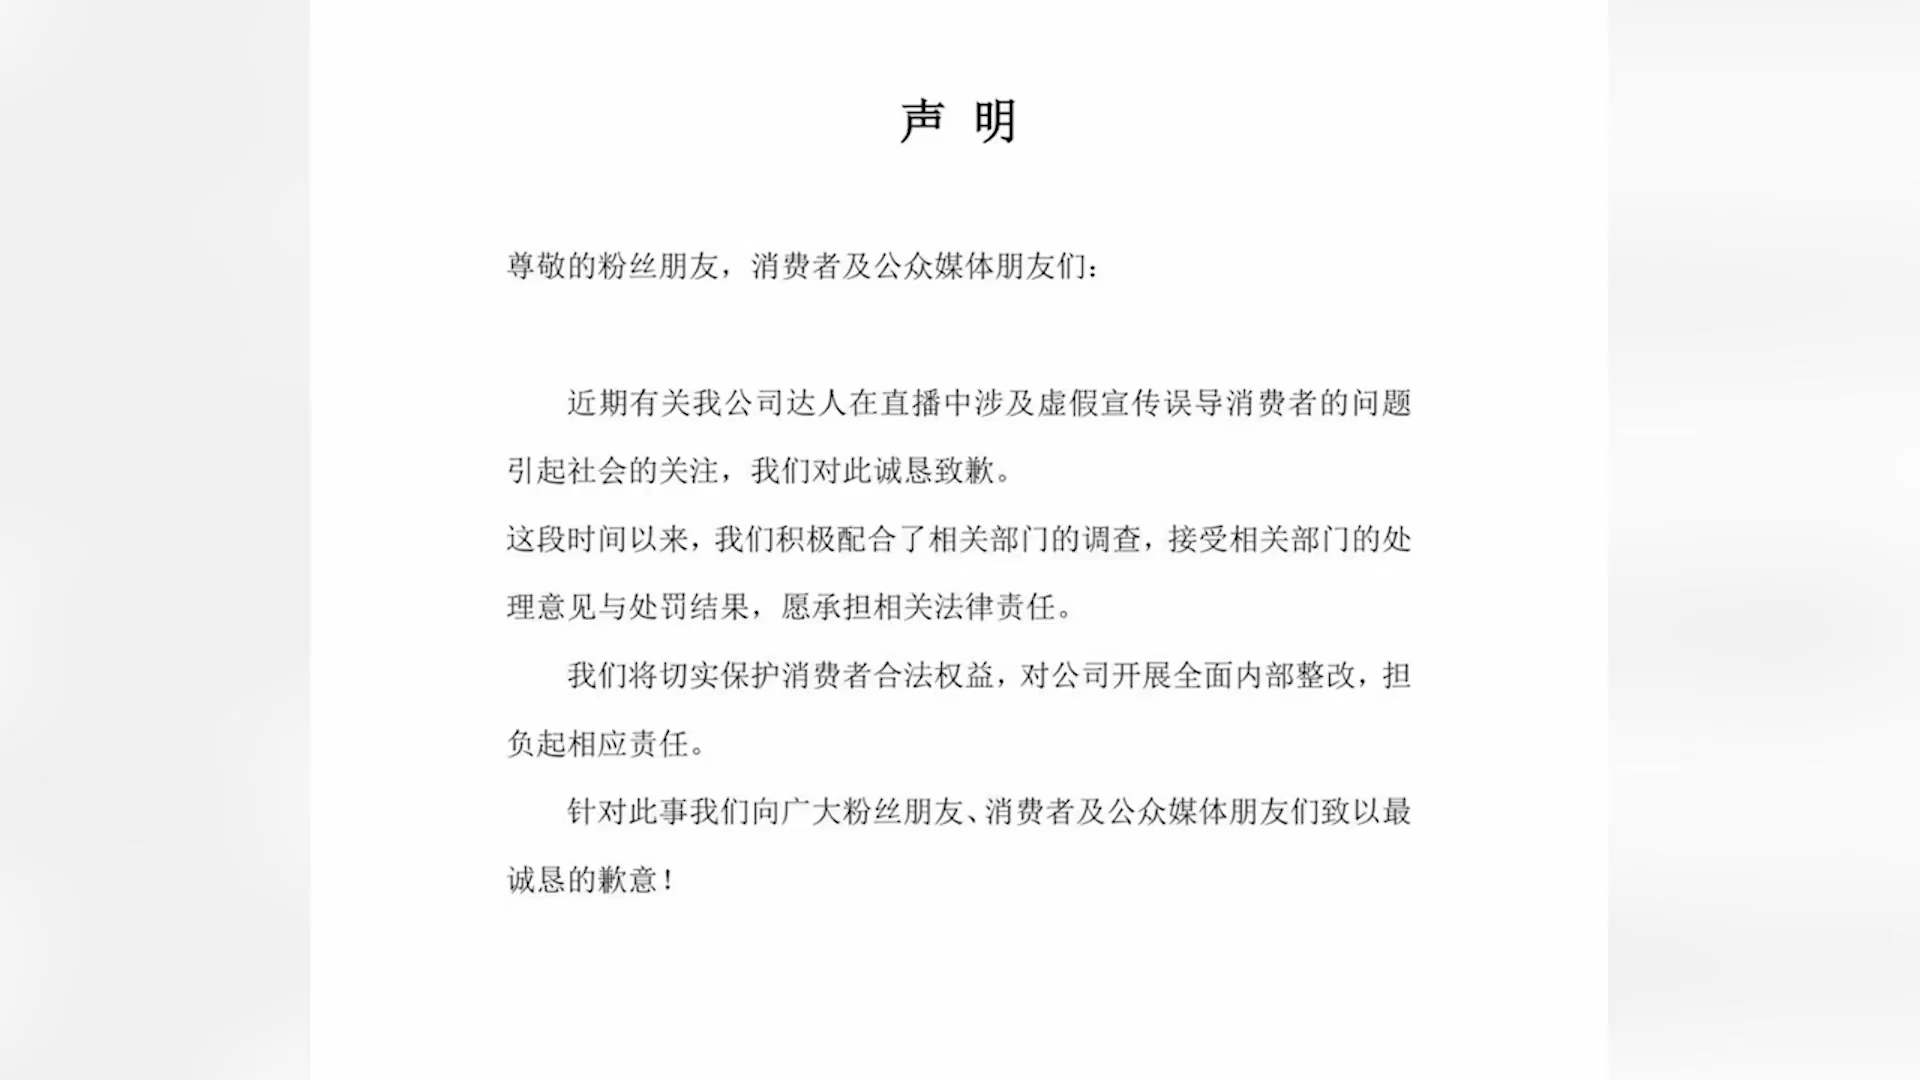 声 明
尊敬的粉丝朋友，消费者及公众媒体朋友们：
近期有关我公司达人在直播中涉及虚假宣传误导消费者的问题
引起社会的关注，我们对此诚恳致歉。
这段时间以来，我们积极配合了相关部门的调查，接受相关部门的处
理意见与处罚结果，愿承担相关法律责任。
我们将切实保护消费者合法权益，对公司开展全面内部整改，担
负起相应责任。
针对此事我们向广大粉丝朋友、消费者及公众媒体朋友们致以最
诚恳的歉意！